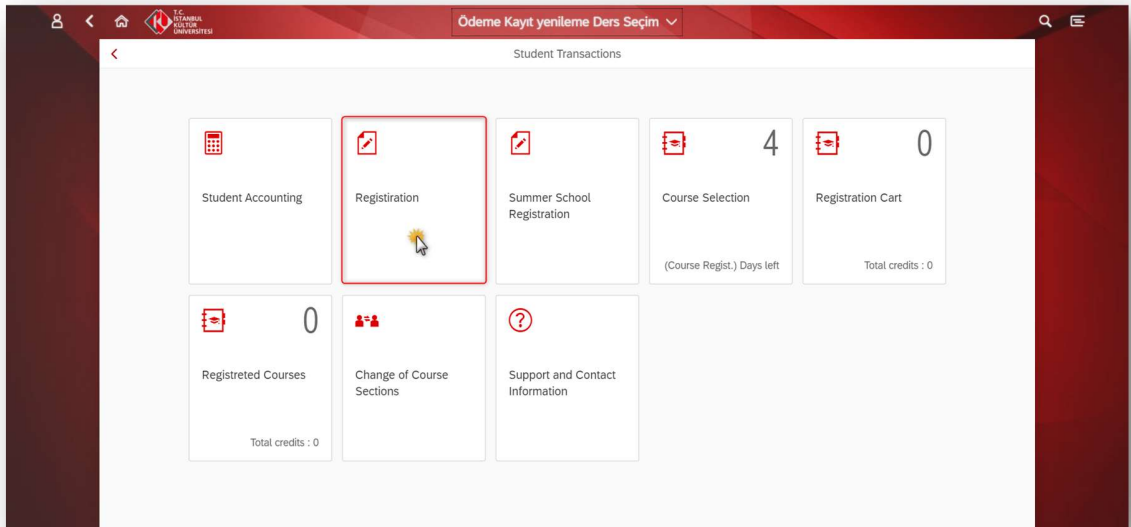 T.C.
İSTANBUL
KÜLTÜR
ÜNİVERSİTESİ
Ödeme Kayıt yenileme Ders Seçim
Student Transactions
Student Accounting
Registiration
Summer School
Registration
4
Course Selection
(Course Regist.) Days left
0
Registration Cart
Total credits : 0
0
Registreted Courses
Total credits : 0
Change of Course
Sections
Support and Contact
Information